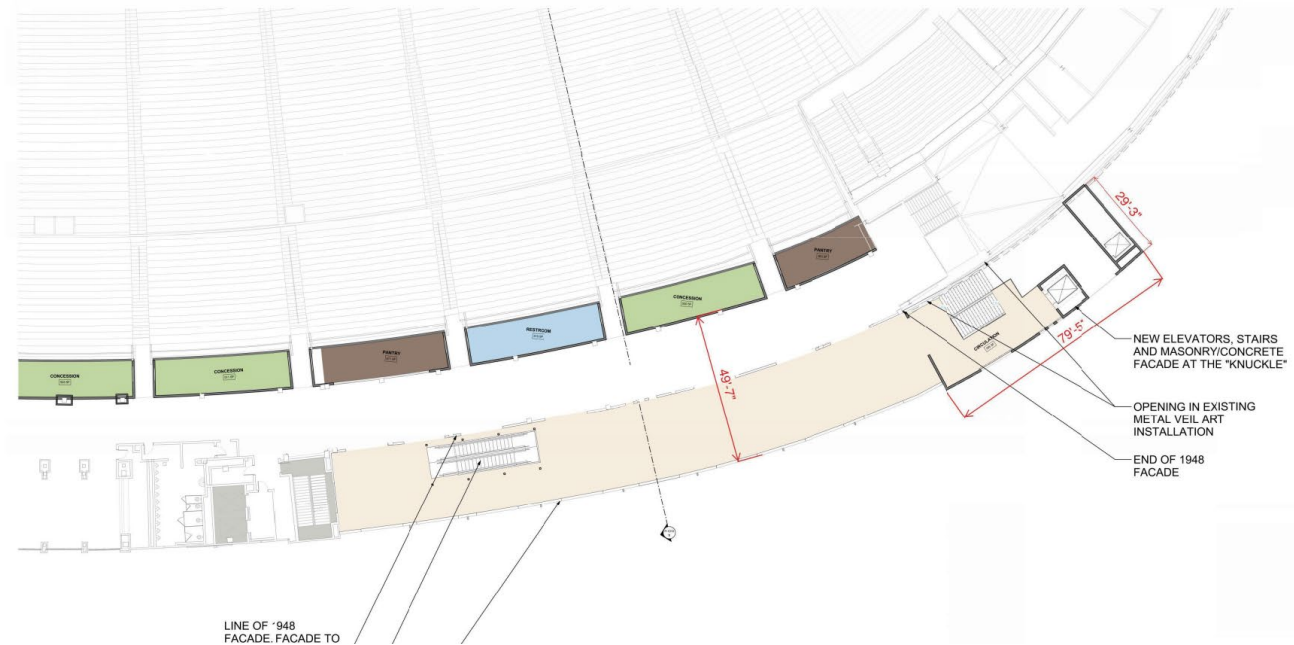 29'-3"
PANTRY
CONCESSION
RESTROOM
PANTRY
CONCESSION
CONCESSION
CIRCULATION
49'-7"
79'-5"
NEW ELEVATORS, STAIRS
AND MASONRY/CONCRETE
FACADE AT THE "KNUCKLE"
OPENING IN EXISTING
METAL VEIL ART
INSTALLATION
END OF 1948
FACADE
LINE OF 1948
FACADE. FACADE TO